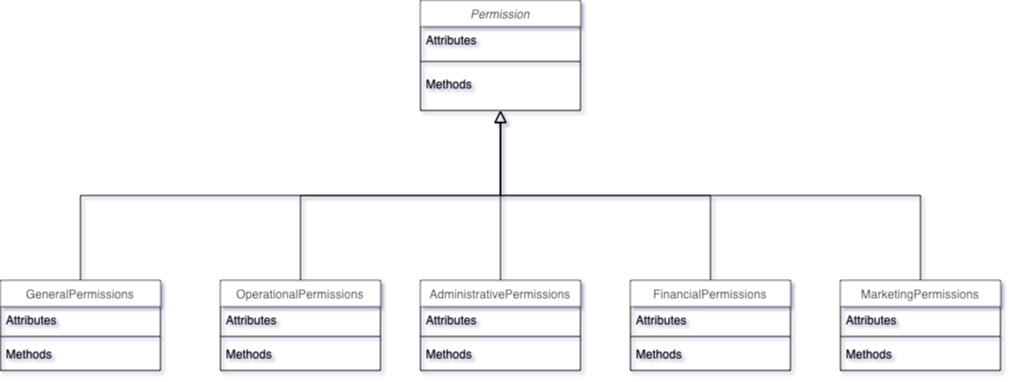 Permission
Attributes
Methods
GeneralPermissions
Attributes
Methods
OperationalPermissions
Attributes
Methods
AdministrativePermissions
Attributes
Methods
FinancialPermissions
Attributes
Methods
MarketingPermissions
Attributes
Methods